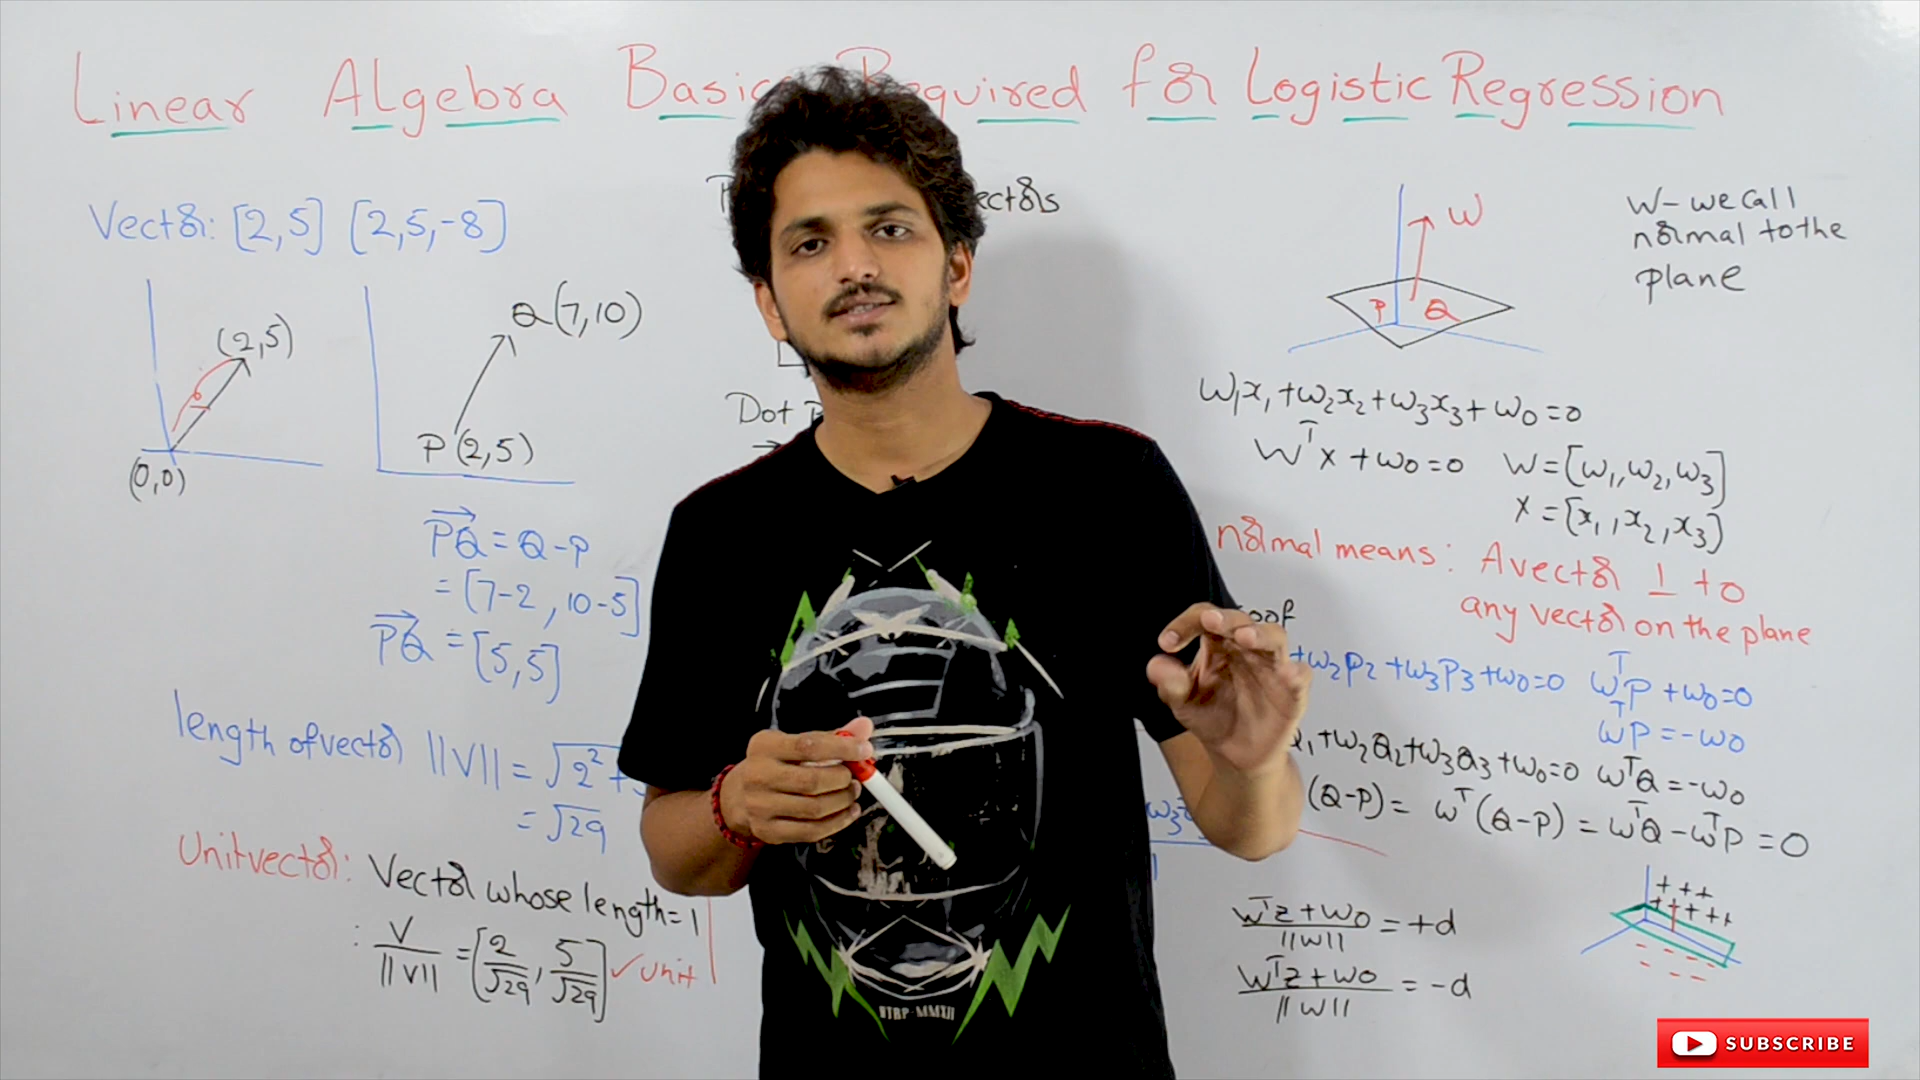 Linear Algebra Basics Required for Logistic Regression
Vector: [2,5] [2,5,-8]
(2,5)
(0,0)
Q(7,10)
P(2,5)
PQ = Q-P
= [7-2, 10-5]
PQ = [5,5]
length of vector ||V|| = √2²+
= √29
Unitvector: Vector whose length=1
: V/||V|| = [2/√29, 5/√29] ✓unit
Dot
→
W
P Q
W- we call
normal to the
plane
W₁x₁+w₂x₂+w₃x₃+w₀=0
Wᵀx+w₀=0 W=[w₁,w₂,w₃]
X=[x₁,x₂,x₃]
normal means: A vector ⊥ to
any vector on the plane
+w₂P₂+w₃P₃+w₀=0 WᵀP+w₀=0
WᵀP=-w₀
+w₂Q₂+w₃Q₃+w₀=0 WᵀQ=-w₀
(Q-P)= Wᵀ(Q-P) = WᵀQ-WᵀP=0
Wᵀz+w₀/||w|| = +d
Wᵀz+w₀/||w|| = -d
+ + +
+ + + + +
- - -
- - -
BTRP-MMXII
SUBSCRIBE